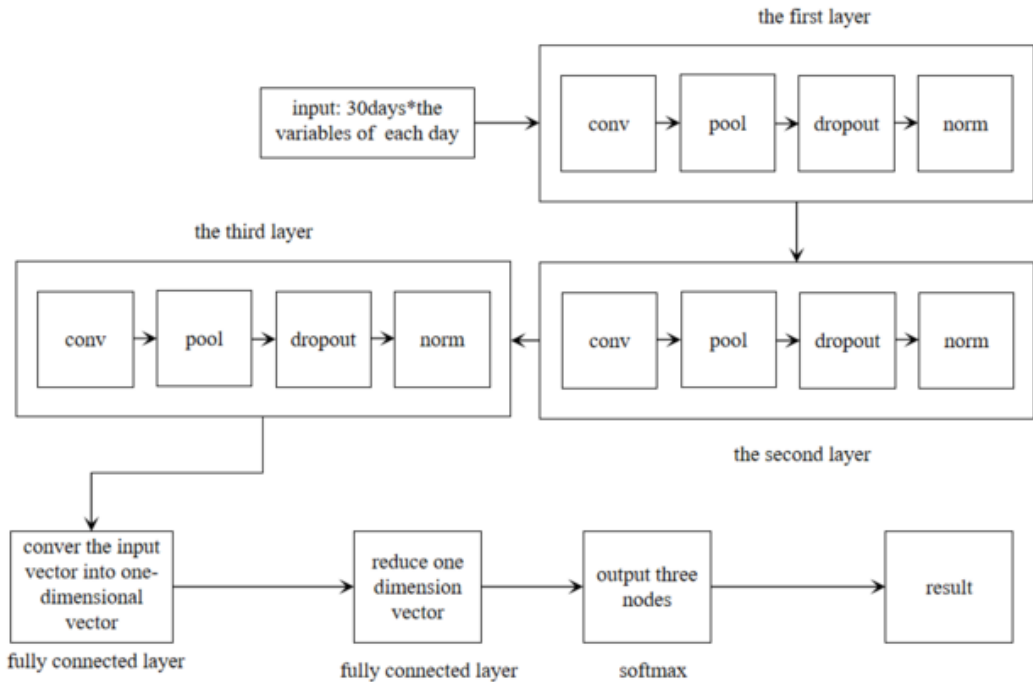 the first layer
input: 30days*the
variables of each day
conv
pool
dropout
norm
the third layer
conv
pool
dropout
norm
conv
pool
dropout
norm
the second layer
conver the input
vector into one-
dimensional
vector
reduce one
dimension
vector
output three
nodes
result
fully connected layer
fully connected layer
softmax